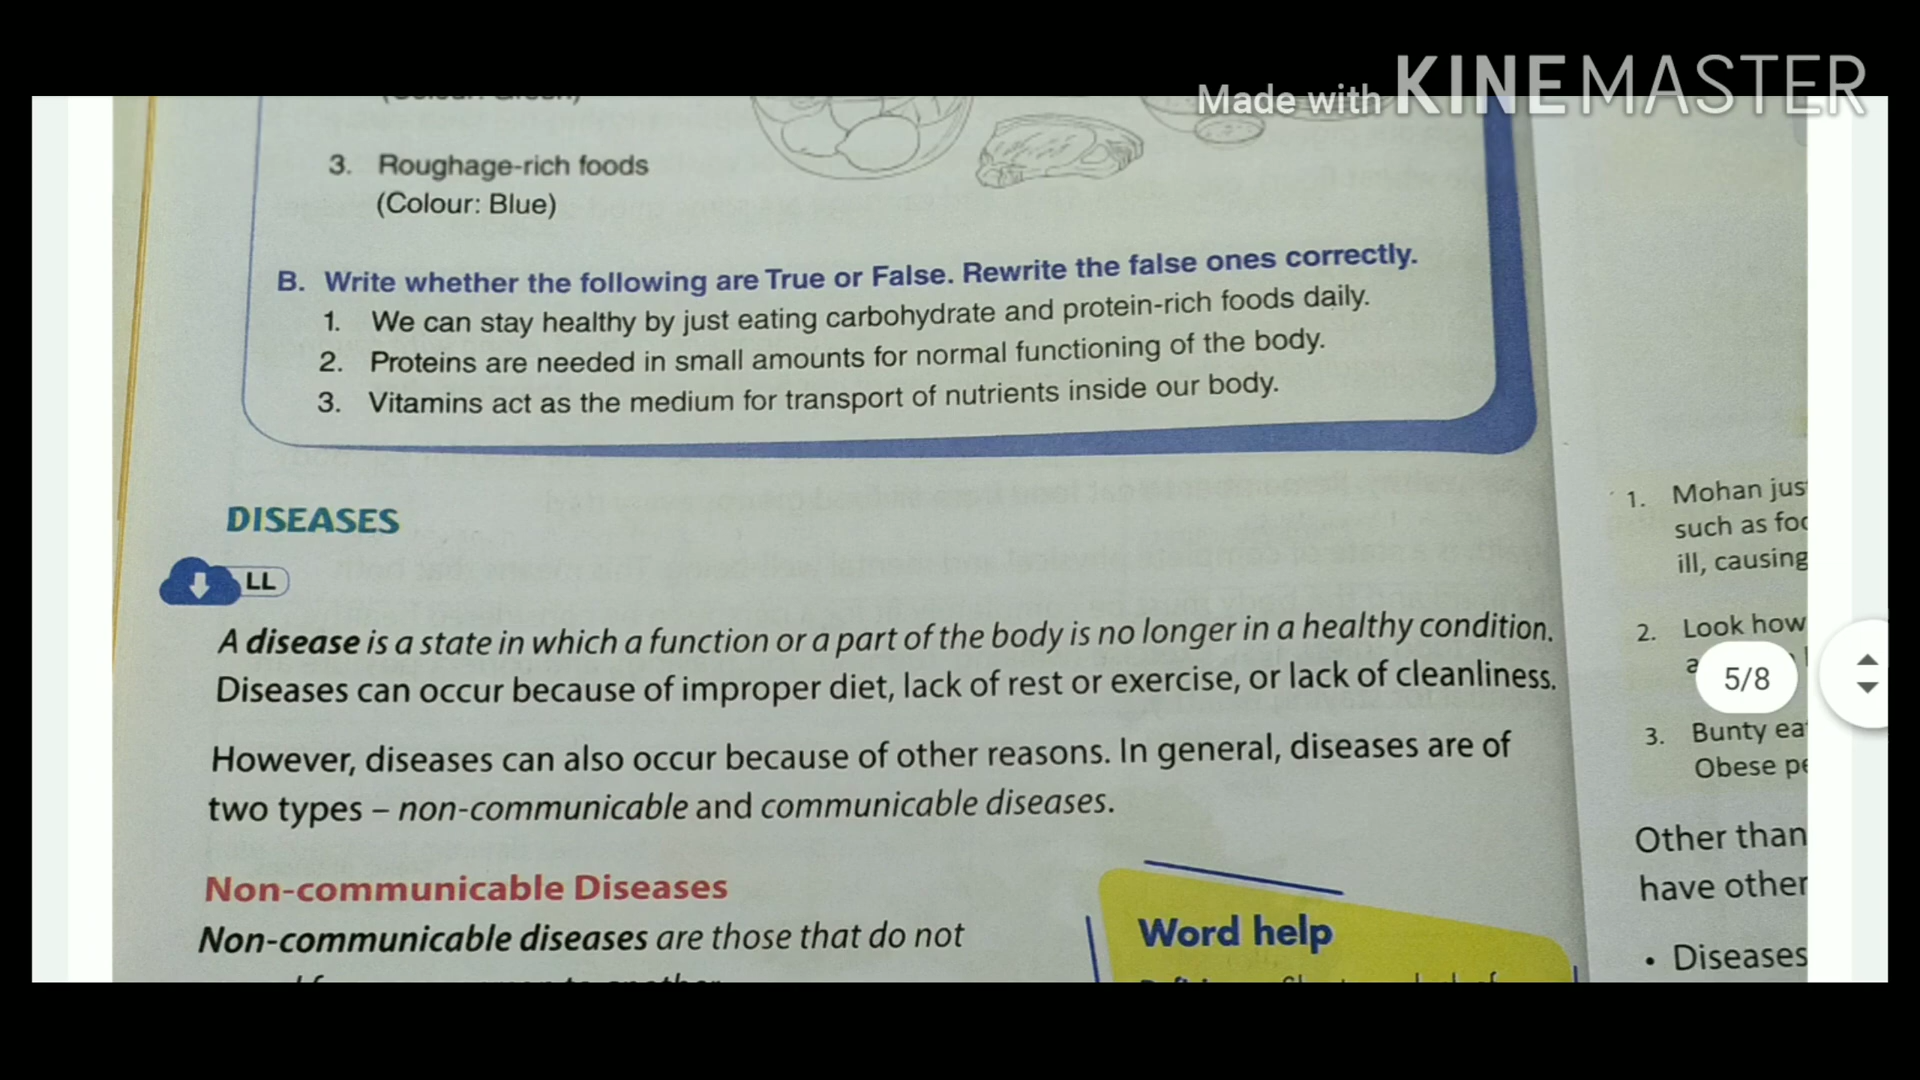 Made with KINEMASTER
3. Roughage-rich foods
(Colour: Blue)
B. Write whether the following are True or False. Rewrite the false ones correctly.
1. We can stay healthy by just eating carbohydrate and protein-rich foods daily.
2. Proteins are needed in small amounts for normal functioning of the body.
3. Vitamins act as the medium for transport of nutrients inside our body.
DISEASES
LL
A disease is a state in which a function or a part of the body is no longer in a healthy condition.
Diseases can occur because of improper diet, lack of rest or exercise, or lack of cleanliness.
However, diseases can also occur because of other reasons. In general, diseases are of
two types – non-communicable and communicable diseases.
Non-communicable Diseases
Non-communicable diseases are those that do not
Word help
1. Mohan jus
such as foo
ill, causing
2. Look how
5/8
3. Bunty ea
Obese pe
Other than
have other
• Diseases